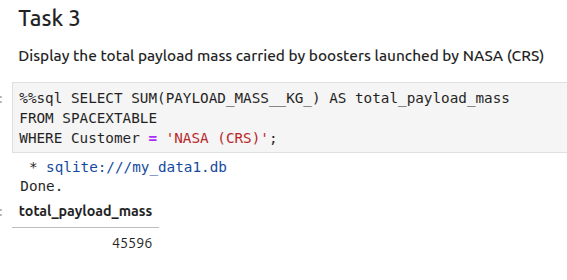 Task 3
Display the total payload mass carried by boosters launched by NASA (CRS)
%%sql SELECT SUM(PAYLOAD_MASS__KG_) AS total_payload_mass
FROM SPACEXTABLE
WHERE Customer = 'NASA (CRS)';
* sqlite:///my_data1.db
Done.
total_payload_mass
45596